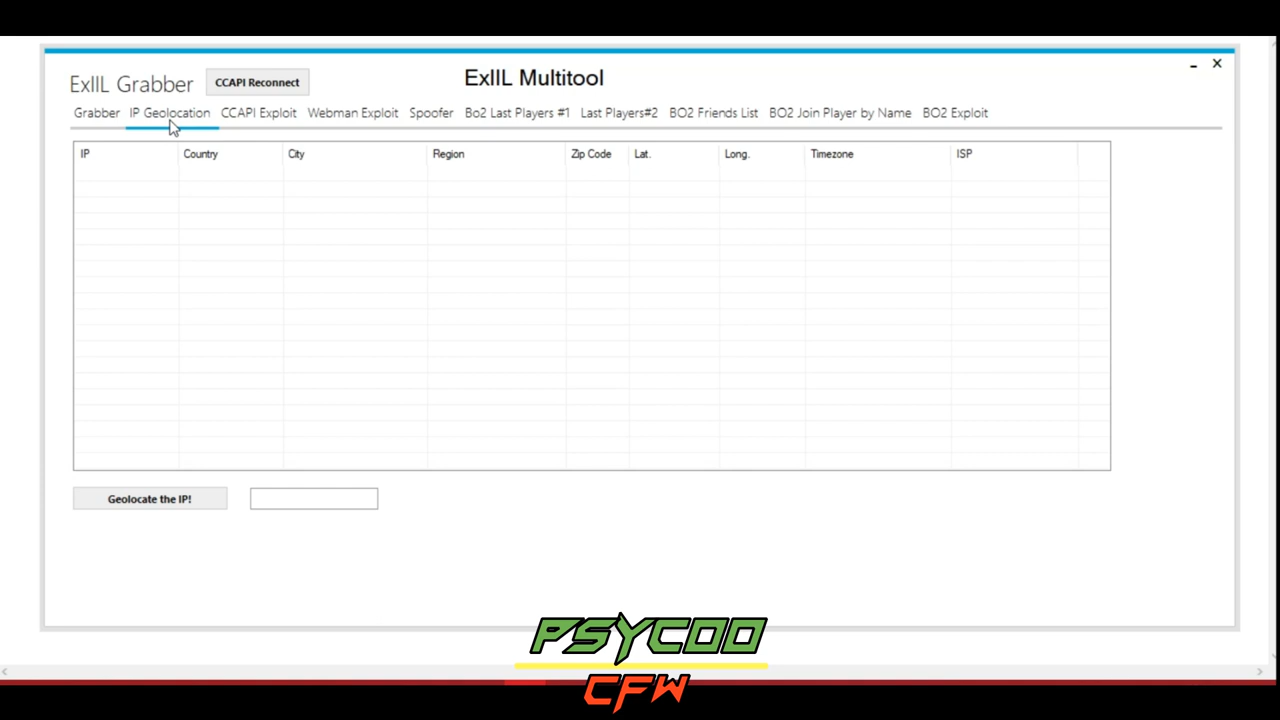 ExIIL Multitool
ExIIL Grabber CCAPI Reconnect
Grabber IP Geolocation CCAPI Exploit Webman Exploit Spoofer Bo2 Last Players #1 Last Players#2 BO2 Friends List BO2 Join Player by Name BO2 Exploit
IP Country City Region Zip Code Lat. Long. Timezone ISP
Geolocate the IP!
PSYCOO
CFW